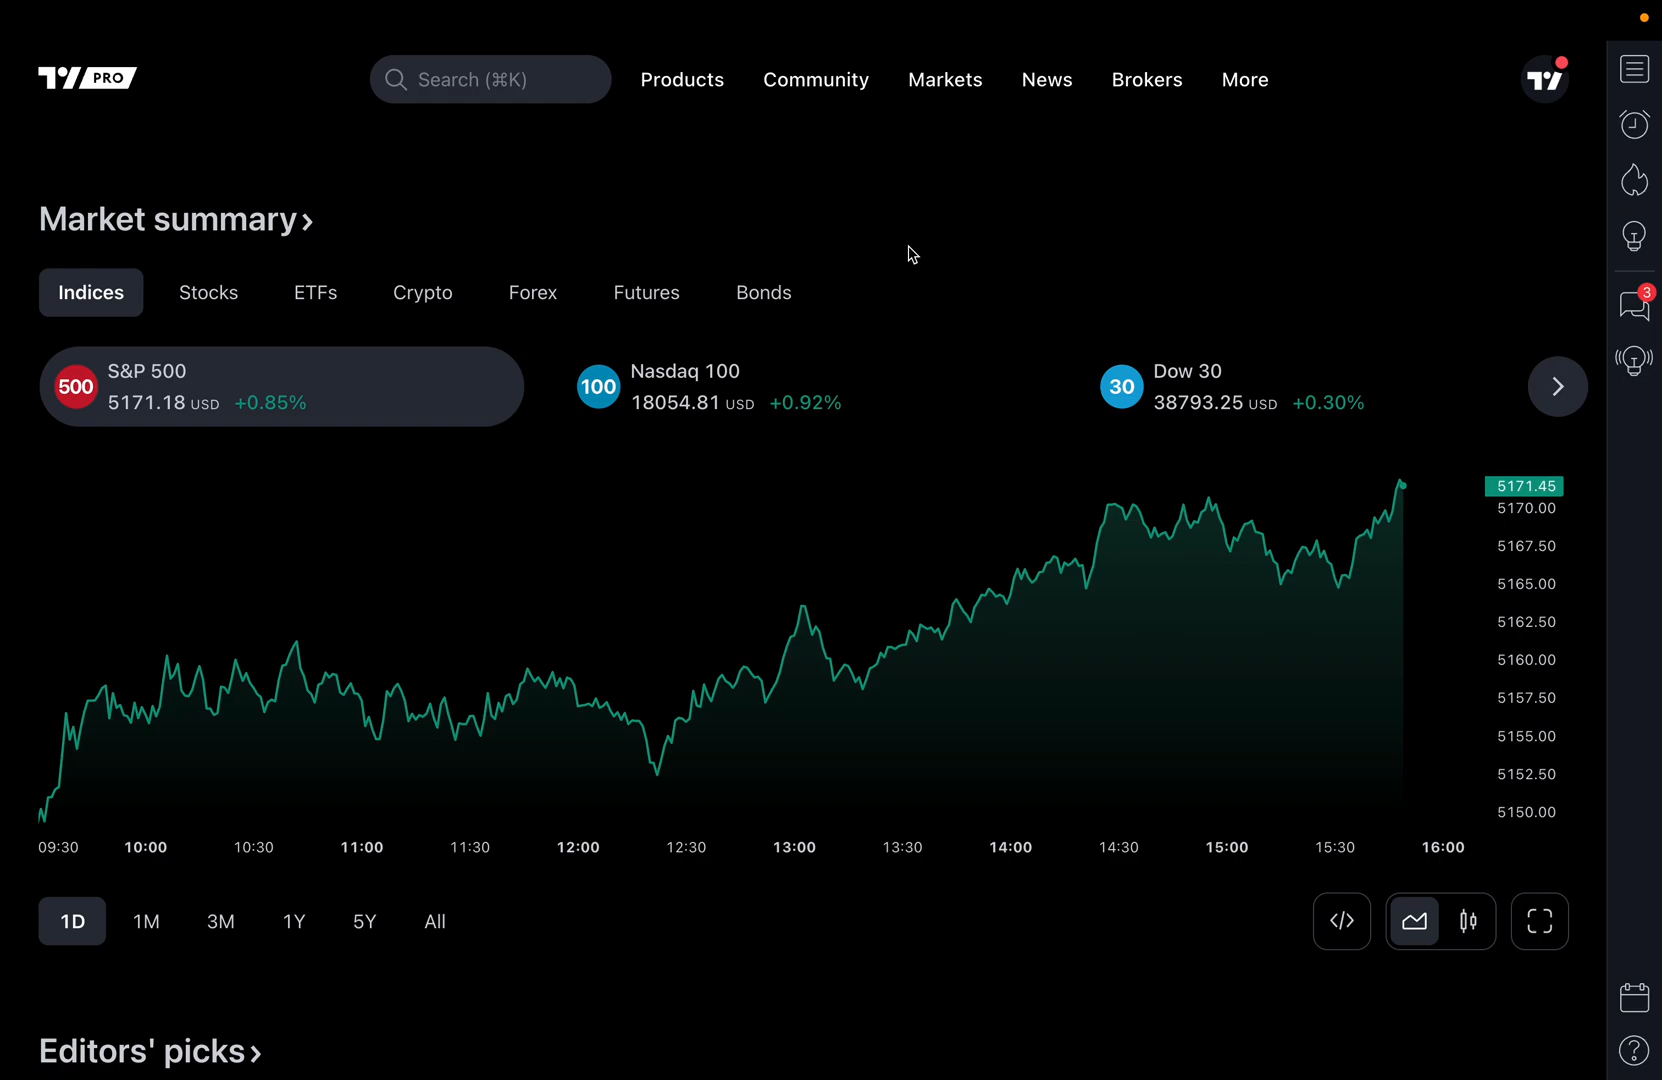 TV PRO
Search (⌘K)
Products
Community
Markets
News
Brokers
More
TV
Market summary ›
Indices
Stocks
ETFs
Crypto
Forex
Futures
Bonds
500
S&P 500
5171.18 USD +0.85%
100
Nasdaq 100
18054.81 USD +0.92%
30
Dow 30
38793.25 USD +0.30%
3
5171.45
5170.00
5167.50
5165.00
5162.50
5160.00
5157.50
5155.00
5152.50
5150.00
09:30 10:00 10:30 11:00 11:30 12:00 12:30 13:00 13:30 14:00 14:30 15:00 15:30 16:00
1D
1M
3M
1Y
5Y
All
</>
Editors' picks ›
?